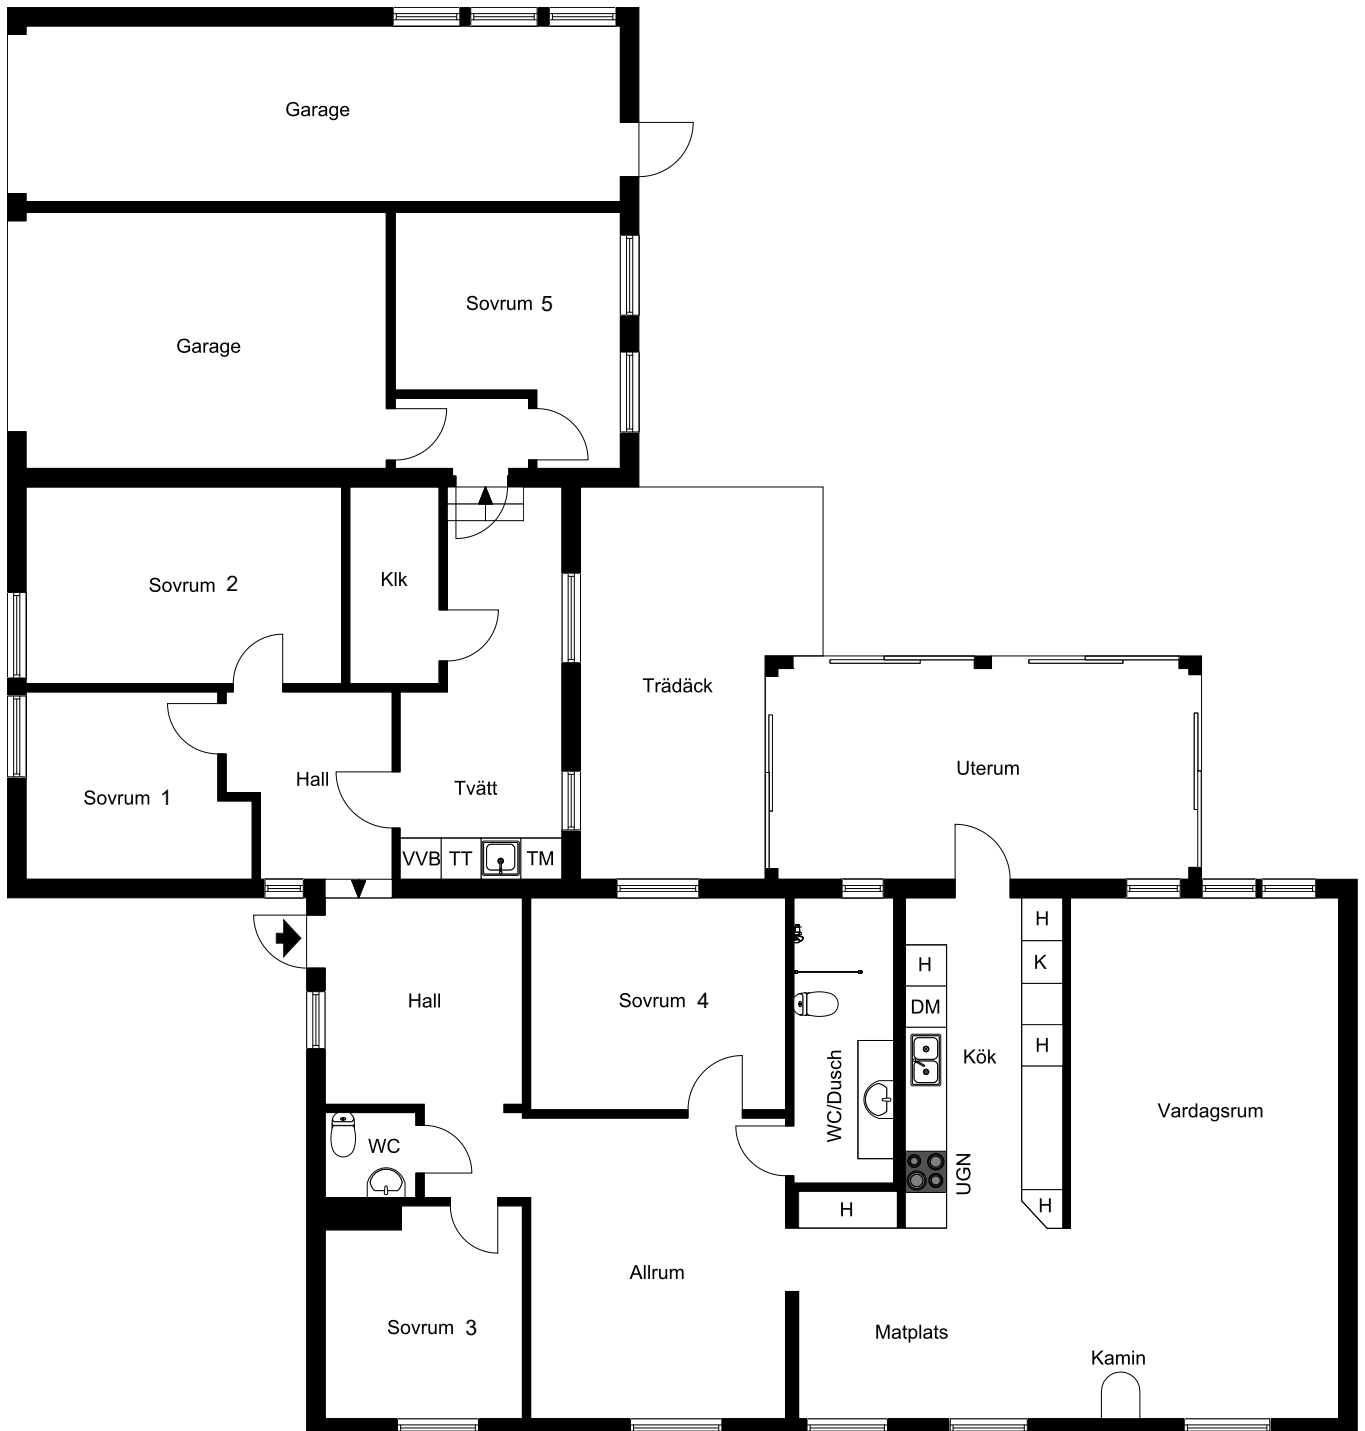 Garage
Sovrum 5
Garage
Klk
Sovrum 2
Trädäck
Uterum
Hall
Tvätt
Sovrum 1
VVB TT TM
H
H K
Hall
Sovrum 4
DM
H
Kök
WC/Dusch
Vardagsrum
WC
UGN
H
H
Allrum
Sovrum 3
Matplats
Kamin